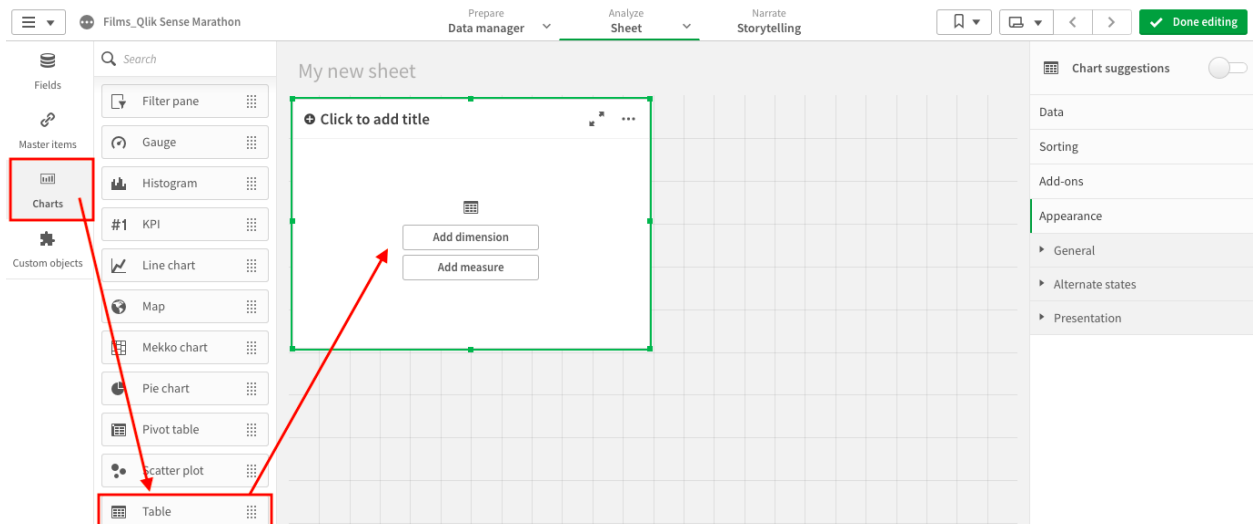 Films_Qlik Sense Marathon
Prepare
Data manager
Analyze
Sheet
Narrate
Storytelling
Done editing
Fields
Master items
Charts
Custom objects
Search
Filter pane
Gauge
Histogram
#1 KPI
Line chart
Map
Mekko chart
Pie chart
Pivot table
Scatter plot
Table
My new sheet
Click to add title
Add dimension
Add measure
Chart suggestions
Data
Sorting
Add-ons
Appearance
General
Alternate states
Presentation